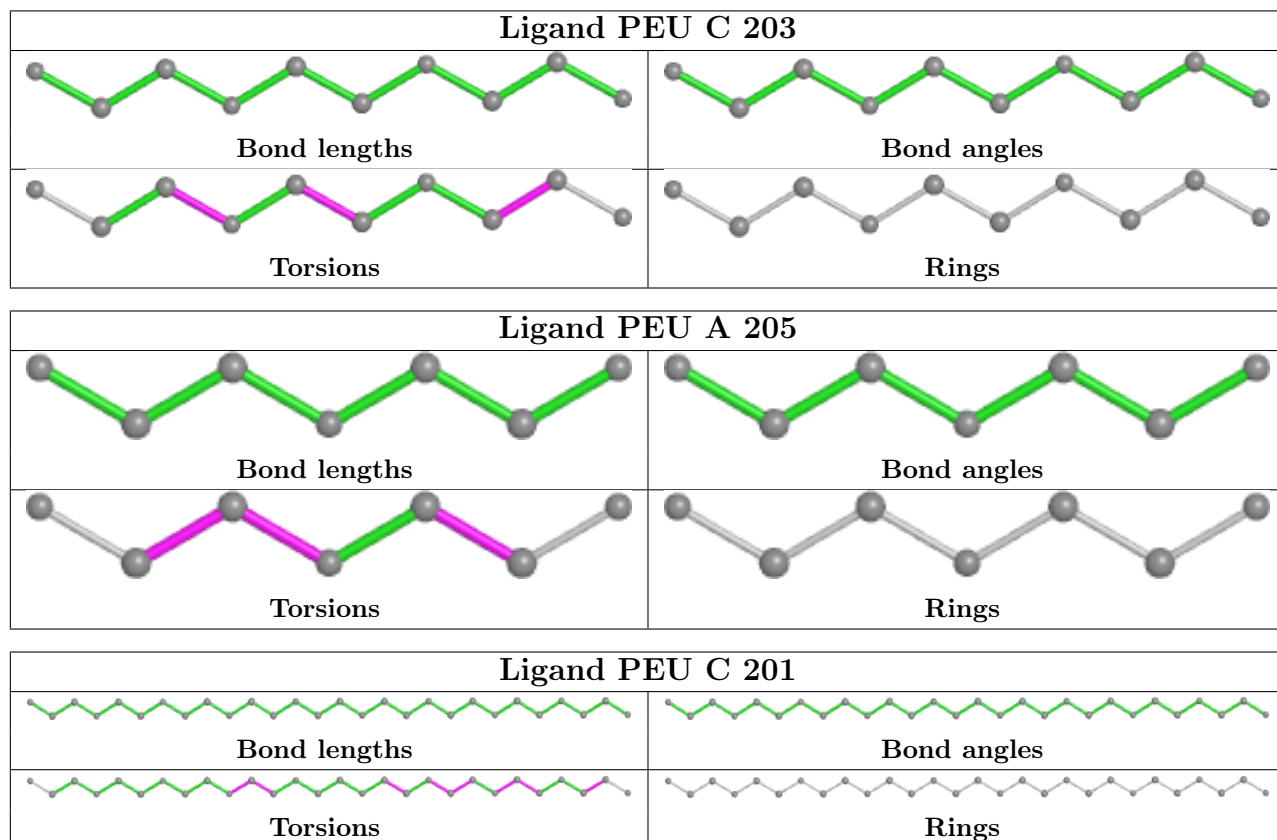 Ligand PEU C 203
Bond lengths Bond angles
Torsions Rings
Ligand PEU A 205
Bond lengths Bond angles
Torsions Rings
Ligand PEU C 201
Bond lengths Bond angles
Torsions Rings